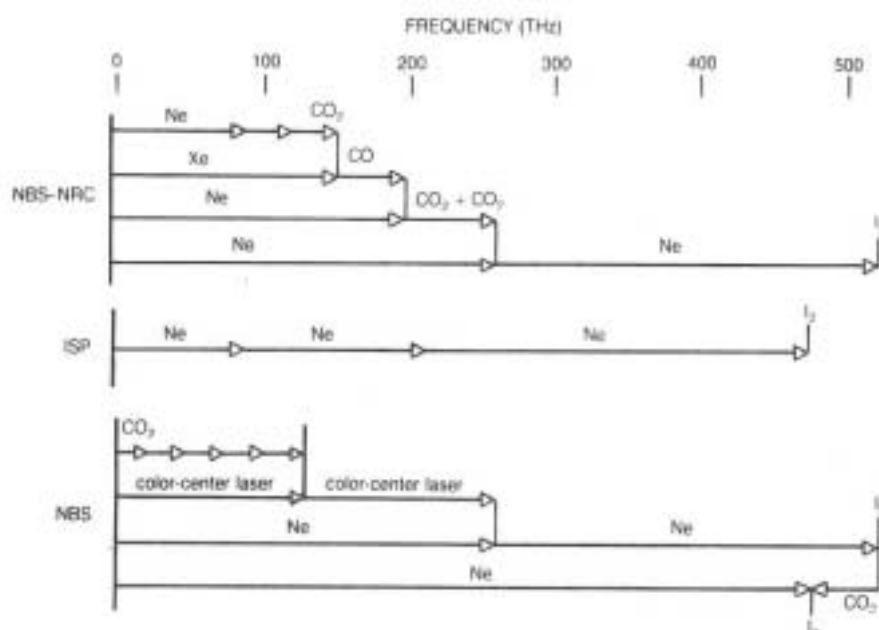 FREQUENCY (THz)
0 100 200 300 400 500
Ne CO₂
Xe CO
NBS-NRC
Ne CO₂ + CO₂
Ne Ne I
ISP
Ne Ne Ne I₂
CO₂
color-center laser color-center laser
NBS
Ne Ne I
Ne CO₂
I₂